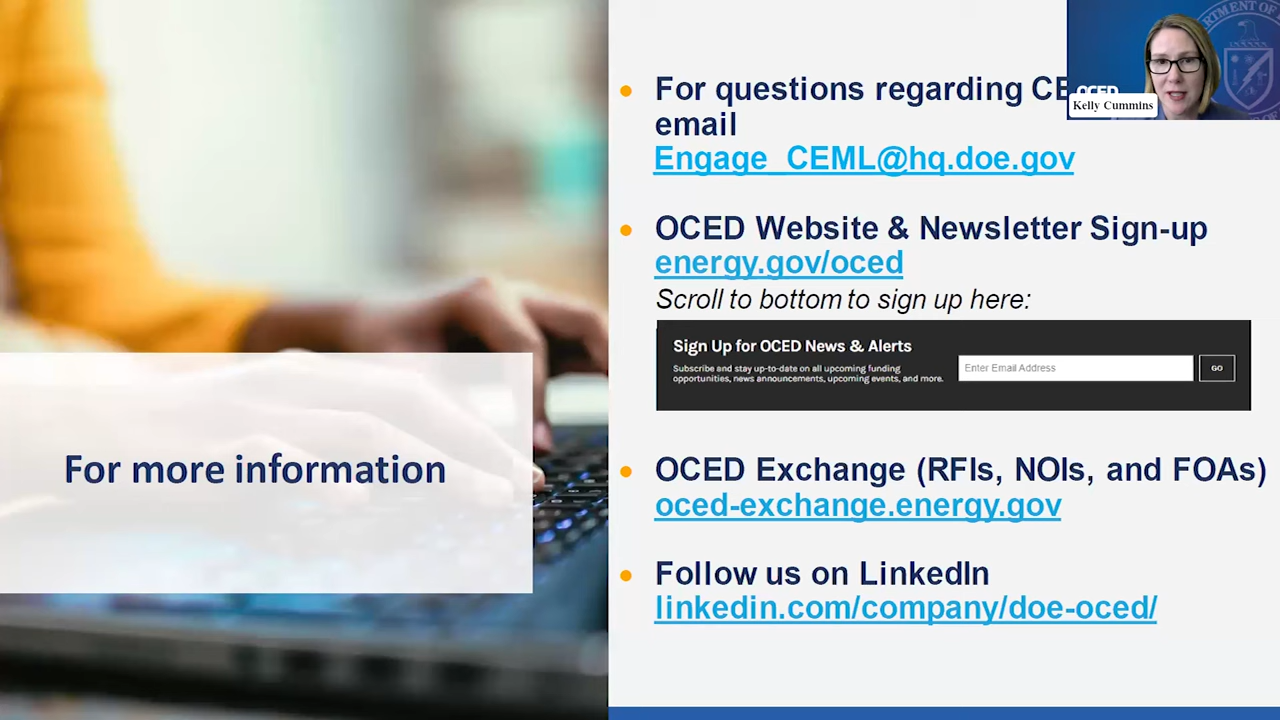 For questions regarding CE
email
Engage_CEML@hq.doe.gov
OCED
Kelly Cummins
RTMENT OF
OCED Website & Newsletter Sign-up
energy.gov/oced
Scroll to bottom to sign up here:
Sign Up for OCED News & Alerts
Subscribe and stay up-to-date on all upcoming funding
opportunities, news announcements, upcoming events, and more.
Enter Email Address
GO
For more information
OCED Exchange (RFIs, NOIs, and FOAs)
oced-exchange.energy.gov
Follow us on LinkedIn
linkedin.com/company/doe-oced/